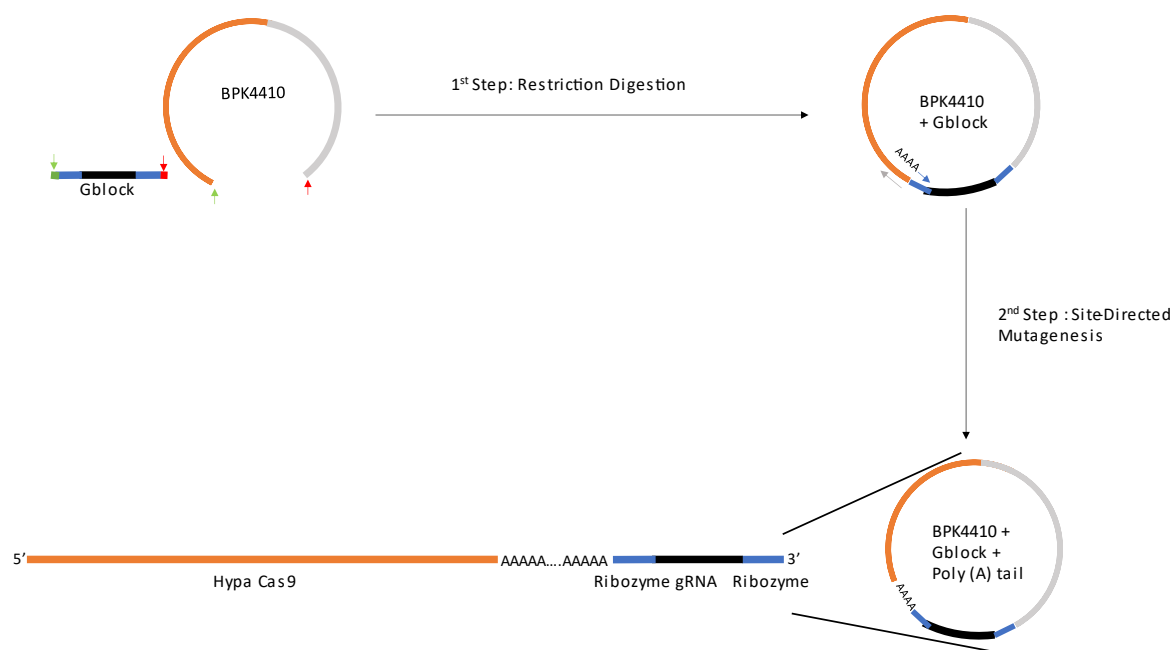 BPK4410
1st Step: Restriction Digestion
BPK4410
+ Gblock
AAAA
Gblock
2nd Step : Site-Directed
Mutagenesis
BPK4410 +
Gblock +
Poly (A) tail
AAAA
5’
AAAAA....AAAAA
3’
Hypa Cas9
Ribozyme gRNA
Ribozyme